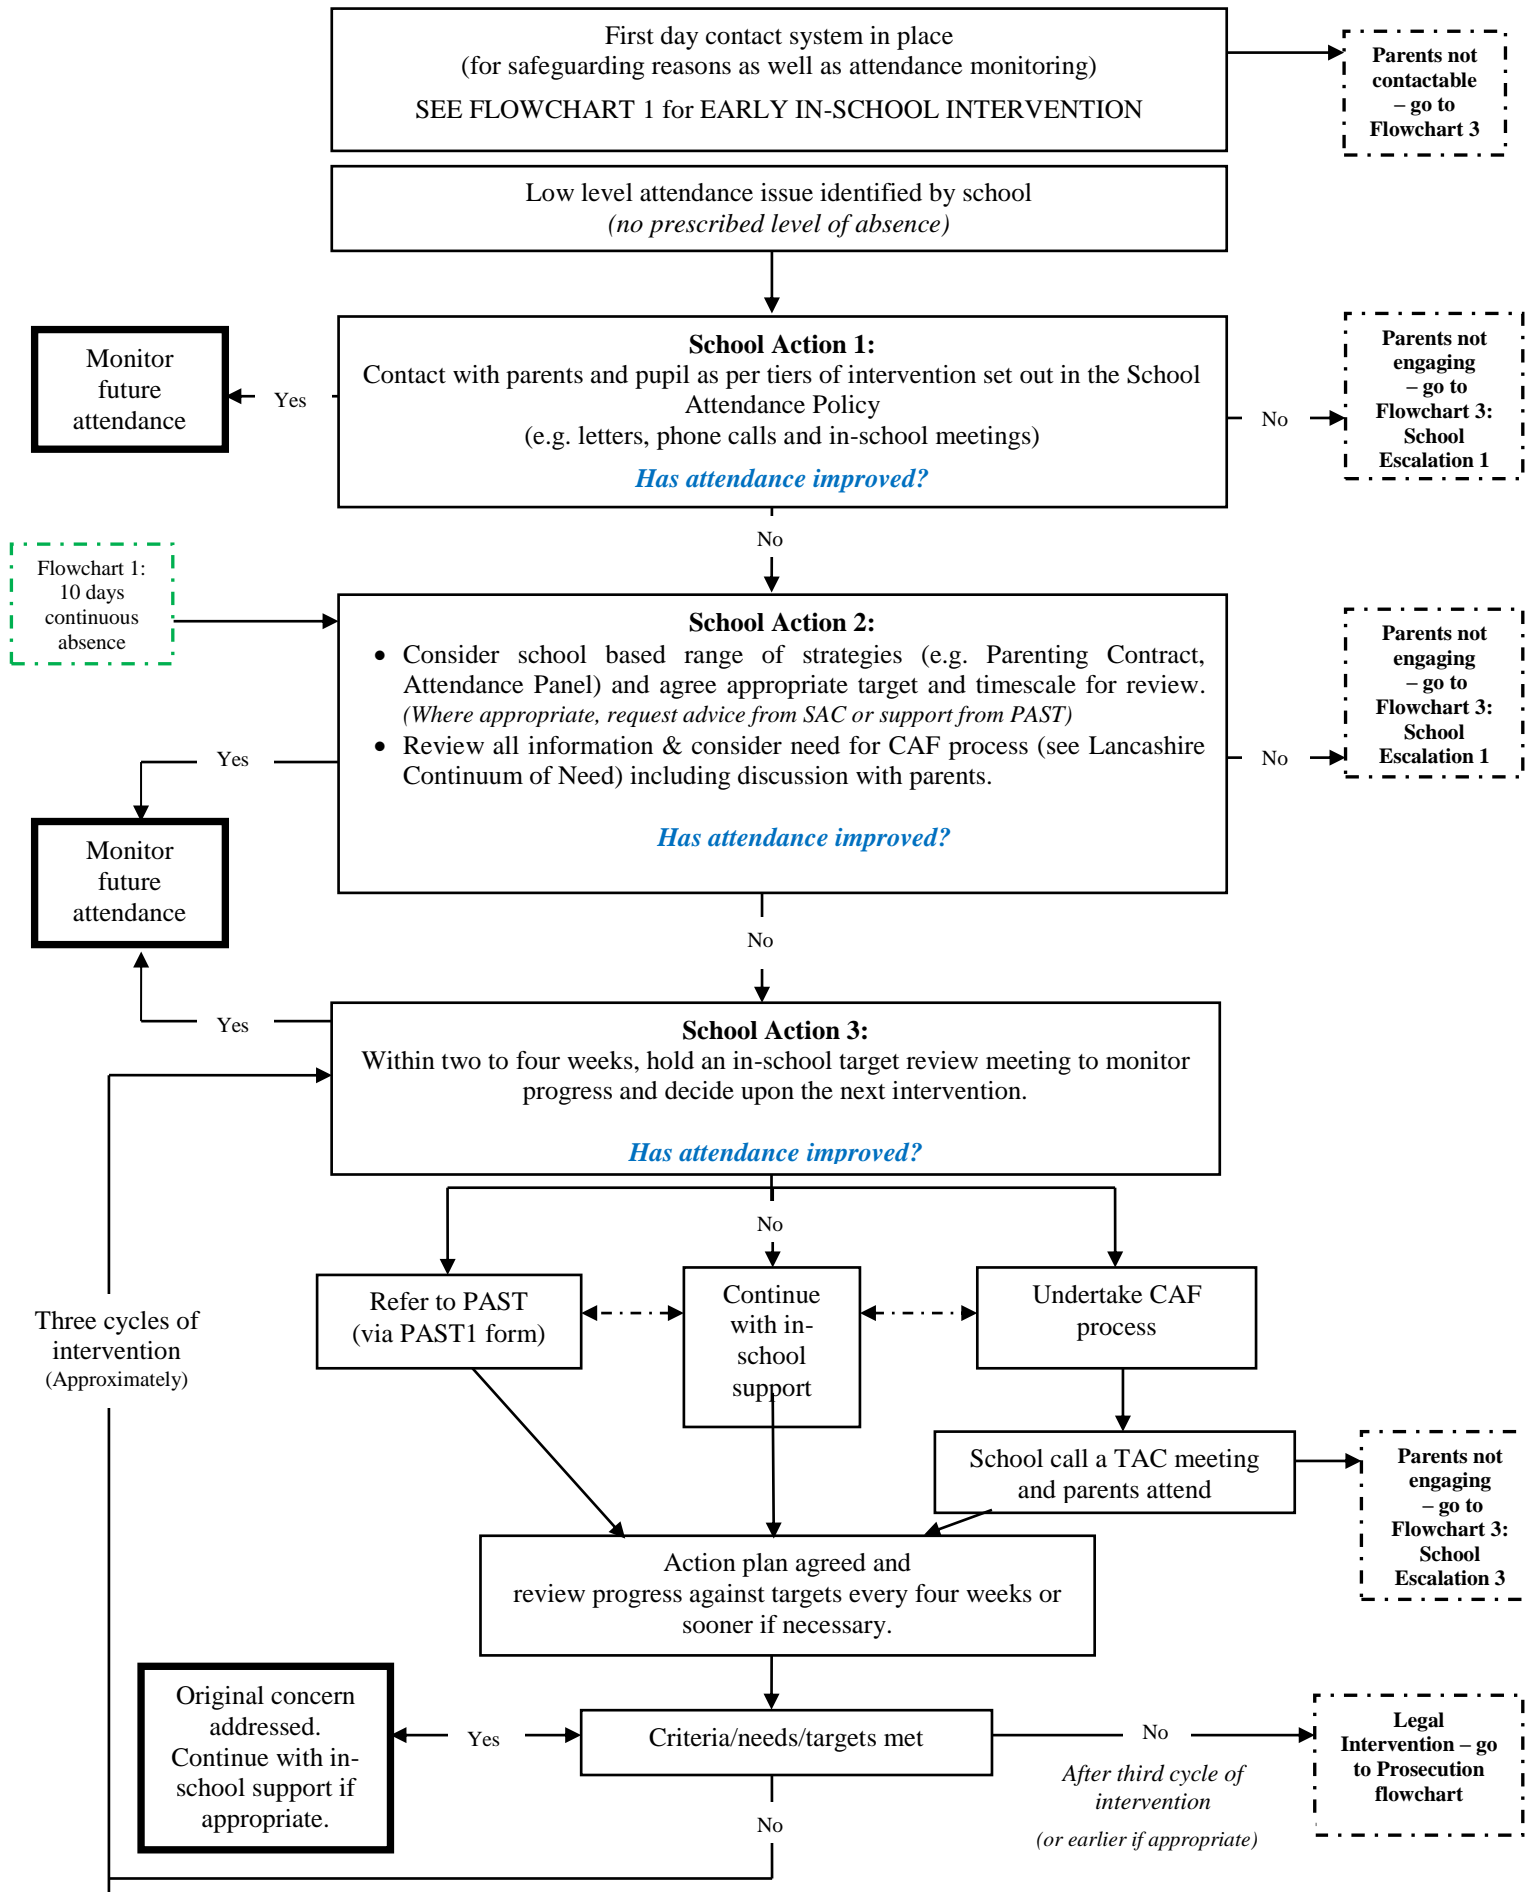 First day contact system in place
(for safeguarding reasons as well as attendance monitoring)
SEE FLOWCHART 1 for EARLY IN-SCHOOL INTERVENTION
Parents not
contactable
– go to
Flowchart 3
Low level attendance issue identified by school
(no prescribed level of absence)
Monitor
future
attendance
Yes
School Action 1:
Contact with parents and pupil as per tiers of intervention set out in the School
Attendance Policy
(e.g. letters, phone calls and in-school meetings)
Has attendance improved?
No
Parents not
engaging
– go to
Flowchart 3:
School
Escalation 1
No
Flowchart 1:
10 days
continuous
absence
School Action 2:
• Consider school based range of strategies (e.g. Parenting Contract,
Attendance Panel) and agree appropriate target and timescale for review.
(Where appropriate, request advice from SAC or support from PAST)
• Review all information & consider need for CAF process (see Lancashire
Continuum of Need) including discussion with parents.
Has attendance improved?
No
Parents not
engaging
– go to
Flowchart 3:
School
Escalation 1
Yes
Monitor
future
attendance
No
Yes
School Action 3:
Within two to four weeks, hold an in-school target review meeting to monitor
progress and decide upon the next intervention.
Has attendance improved?
No
Three cycles of
intervention
(Approximately)
Refer to PAST
(via PAST1 form)
Continue
with in-
school
support
Undertake CAF
process
School call a TAC meeting
and parents attend
Parents not
engaging
– go to
Flowchart 3:
School
Escalation 3
Action plan agreed and
review progress against targets every four weeks or
sooner if necessary.
Original concern
addressed.
Continue with in-
school support if
appropriate.
Yes
Criteria/needs/targets met
No
After third cycle of
intervention
(or earlier if appropriate)
Legal
Intervention – go
to Prosecution
flowchart
No